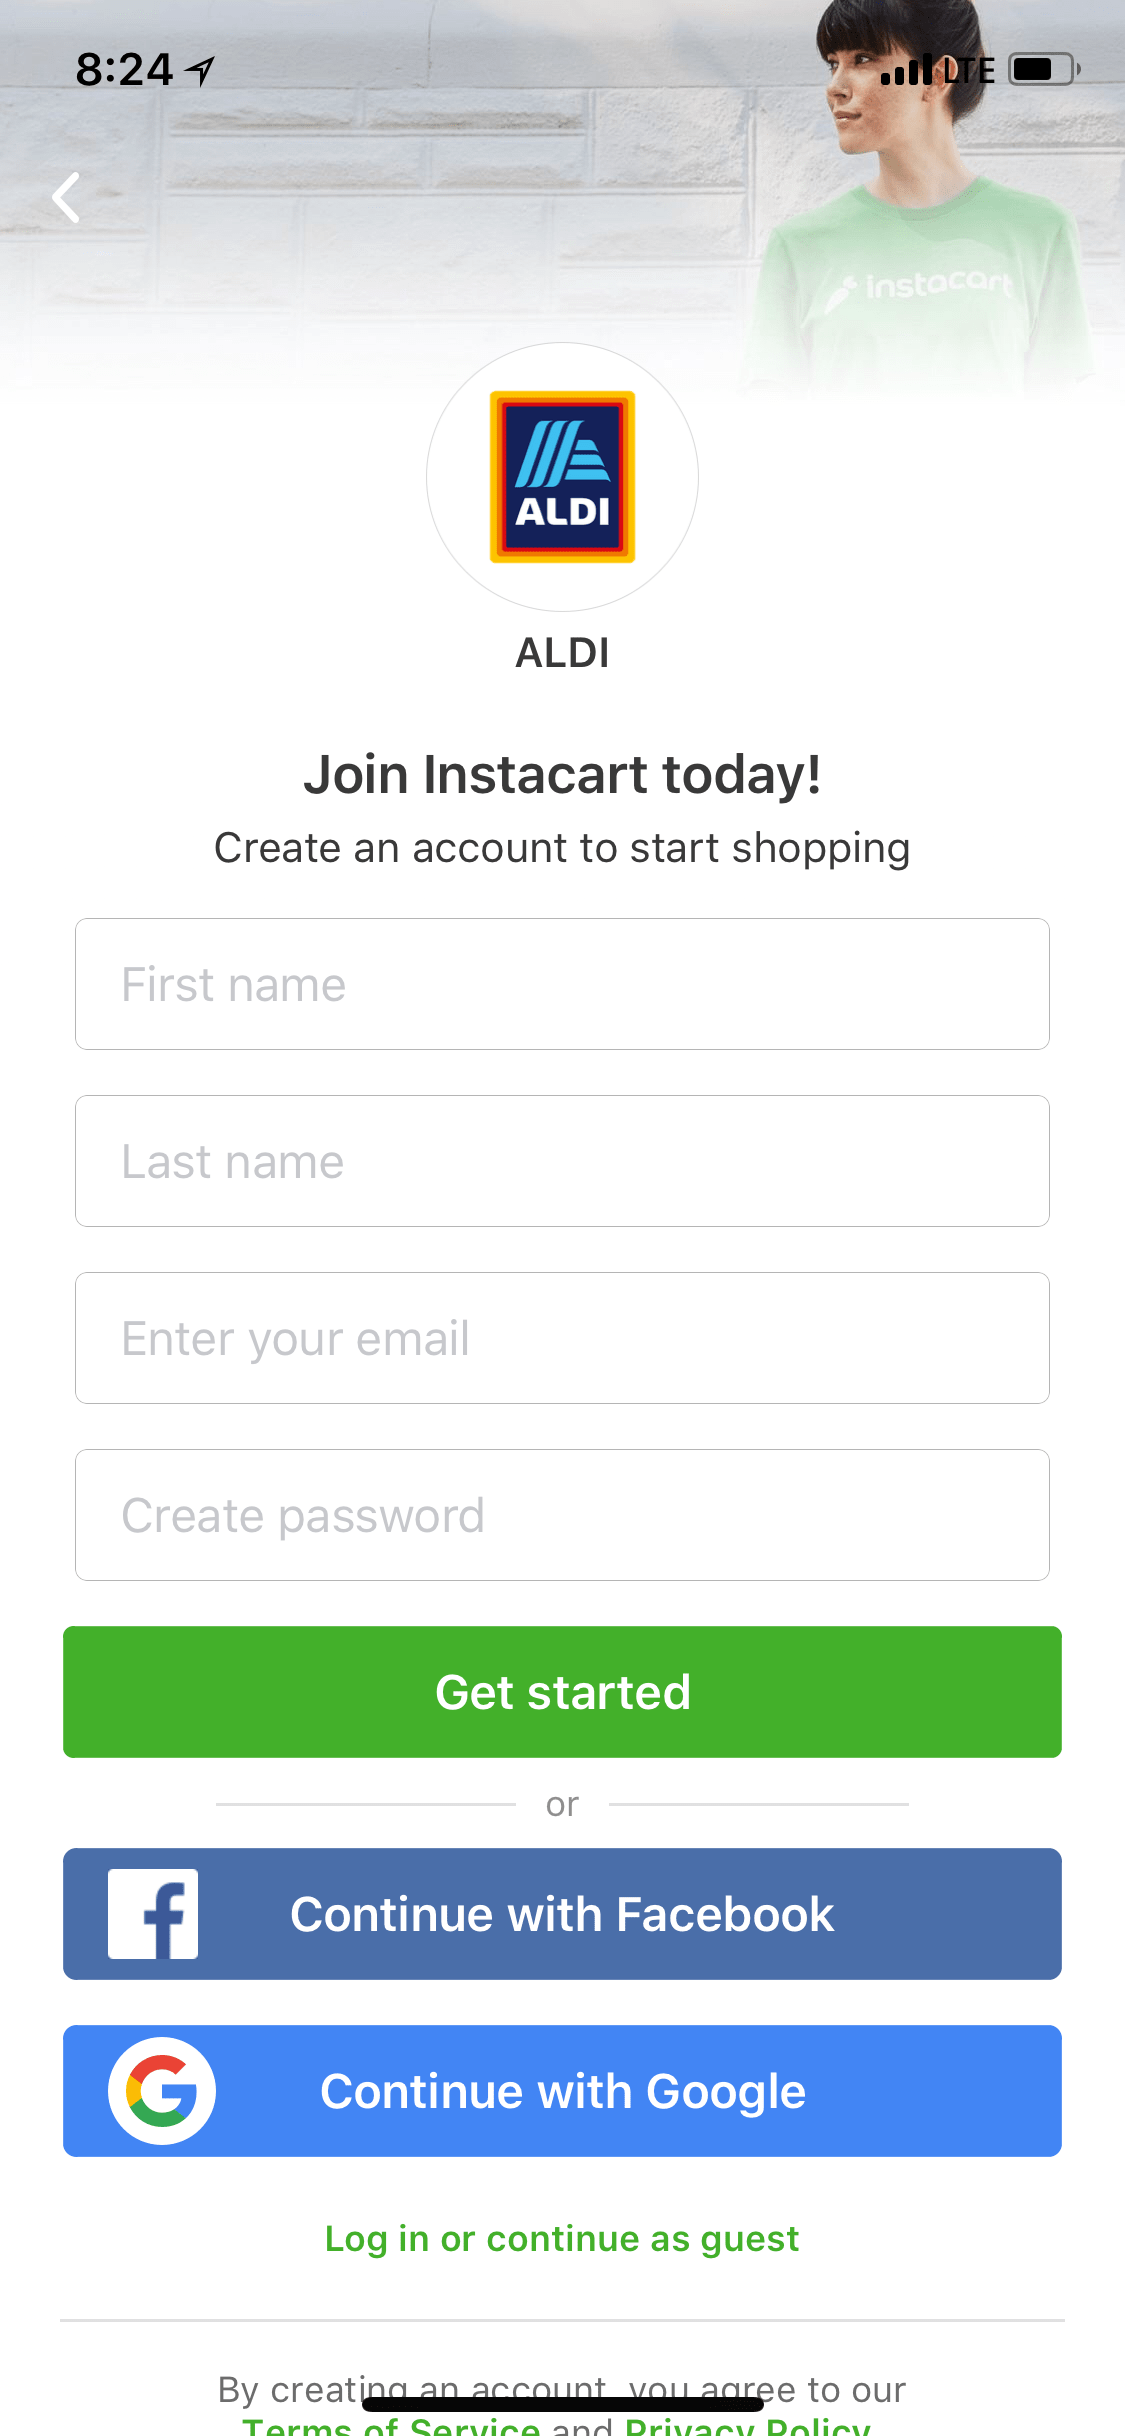 8:24
LTE
instacart
ALDI
ALDI
Join Instacart today!
Create an account to start shopping
First name
Last name
Enter your email
Create password
Get started
or
Continue with Facebook
Continue with Google
Log in or continue as guest
By creating an account, you agree to our
Terms of Service and Privacy Policy